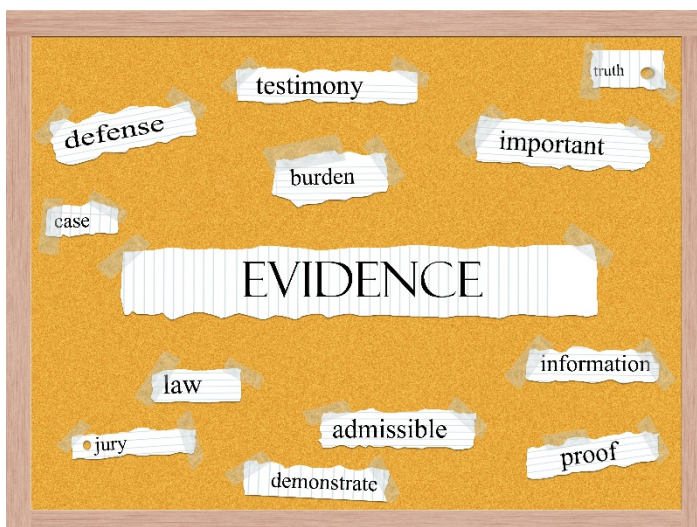 truth
testimony
defense
important
burden
case
EVIDENCE
information
law
admissible
jury
proof
demonstrate